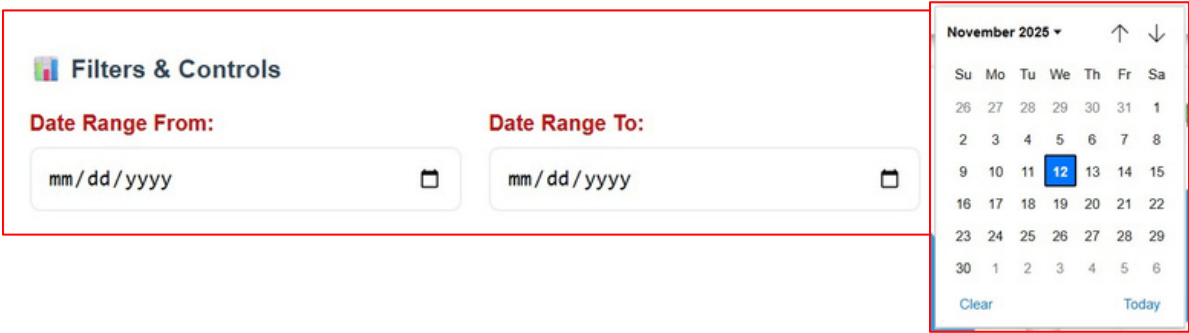 Filters & Controls
Date Range From:
Date Range To:
mm/dd/yyyy
mm/dd/yyyy
November 2025
Su Mo Tu We Th Fr Sa
26 27 28 29 30 31 1
2 3 4 5 6 7 8
9 10 11 12 13 14 15
16 17 18 19 20 21 22
23 24 25 26 27 28 29
30 1 2 3 4 5 6
Clear Today